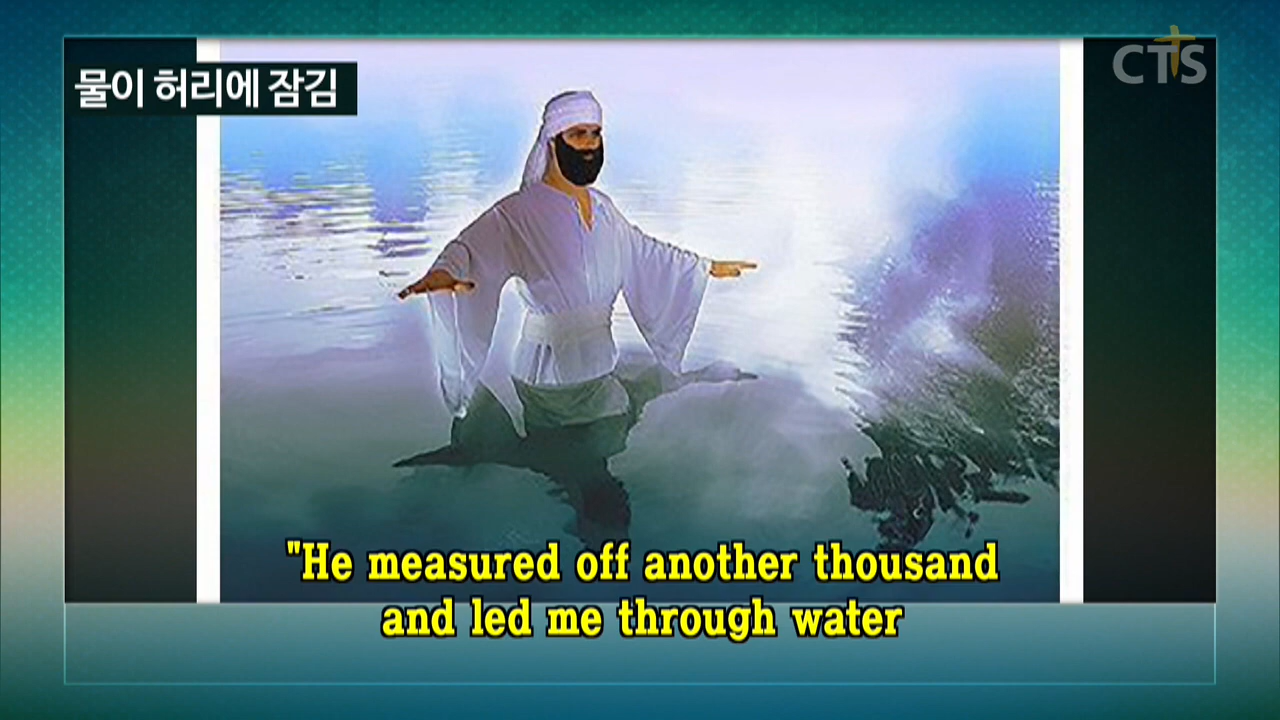 CTS
물이 허리에 잠김
"He measured off another thousand
and led me through water